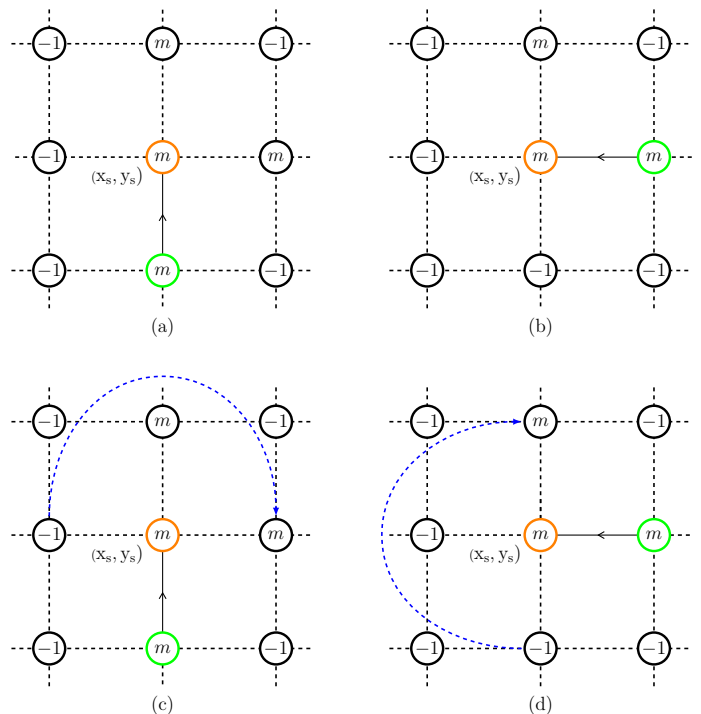 −1 m −1 −1 m −1
−1 m m −1 m m
(xₛ, yₛ) (xₛ, yₛ)
−1 m −1 −1 −1 −1
(a) (b)
−1 m −1 −1 m −1
−1 m m −1 m m
(xₛ, yₛ) (xₛ, yₛ)
−1 m −1 −1 −1 −1
(c) (d)